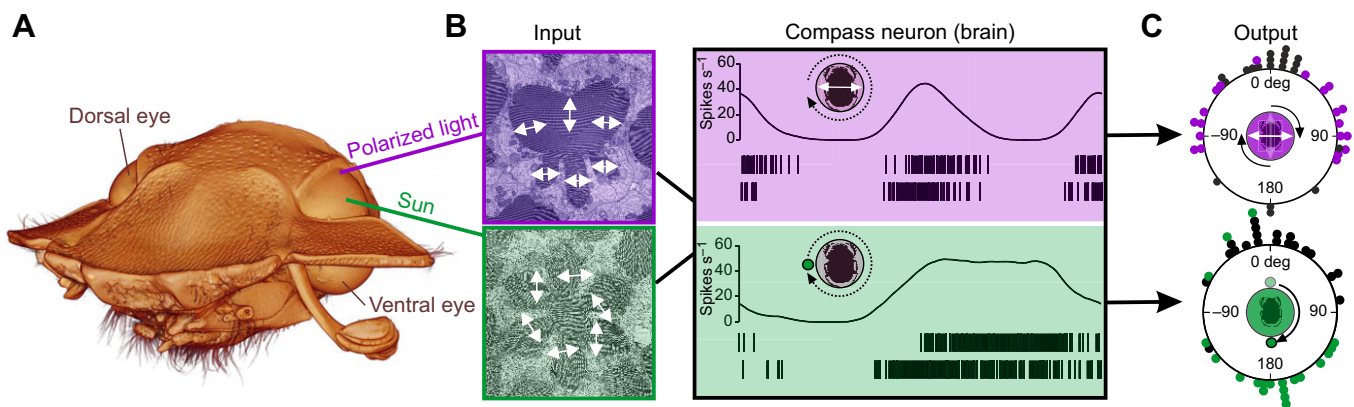 A
Dorsal eye
Polarized light
Sun
Ventral eye
B
Input
Compass neuron (brain)
Spikes s⁻¹
60
40
20
0
Spikes s⁻¹
60
40
20
0
C
Output
0 deg
–90
90
180
0 deg
–90
90
180